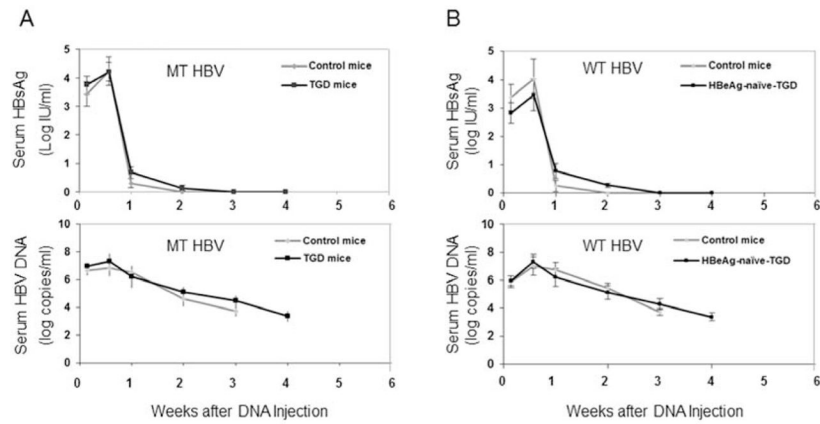 A
MT HBV
Control mice
TGD mice
Serum HBsAg
(Log IU/ml)
5
4
3
2
1
0
0 1 2 3 4 5 6
MT HBV
Control mice
TGD mice
Serum HBV DNA
(log copies/ml)
10
8
6
4
2
0
0 1 2 3 4 5 6
Weeks after DNA Injection
B
WT HBV
Control mice
HBeAg-naïve-TGD
Serum HBsAg
(log IU/ml)
5
4
3
2
1
0
0 1 2 3 4 5 6
WT HBV
Control mice
HBeAg-naïve-TGD
Serum HBV DNA
(log copies/ml)
10
8
6
4
2
0
0 1 2 3 4 5 6
Weeks after DNA Injection